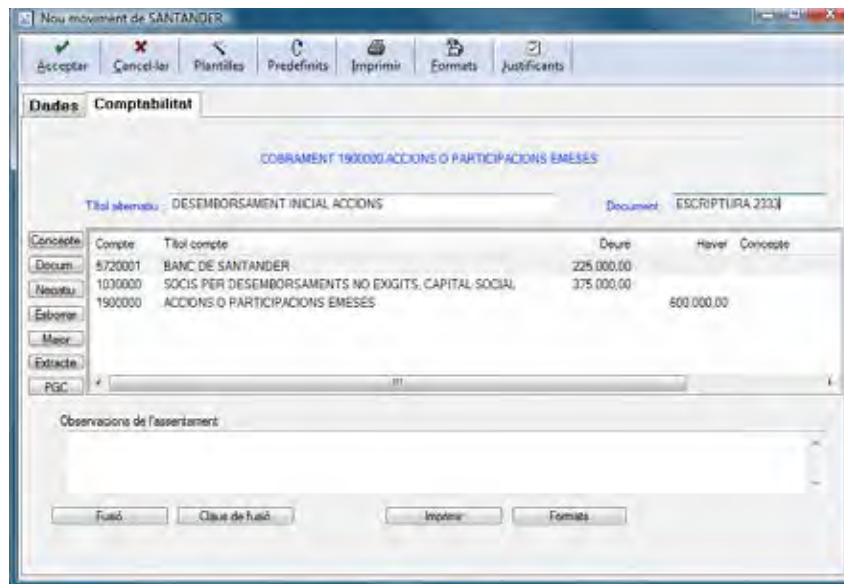 Nou moviment de SANTANDER
Acceptar Cancel·lar Plantilles Predefinits Imprimir Formats Justificants
Dades Comptabilitat
COBRAMENT 1900000 ACCIONS O PARTICIPACIONS EMESES
Títol alternatiu DESEMBORSAMENT INICIAL ACCIONS Document ESCRIPTURA 2333
Concepte Compte Títol compte Deure Haver Concepte
Docum. 5720001 BANC DE SANTANDER 225.000,00
Negatiu 1030000 SOCIS PER DESEMBORSAMENTS NO EXIGITS, CAPITAL SOCIAL 375.000,00
Esborrar 1900000 ACCIONS O PARTICIPACIONS EMESES 600.000,00
Major
Extracte
PGC
Observacions de l'assentament
Fusió Claus de fusió Imprimir Formats